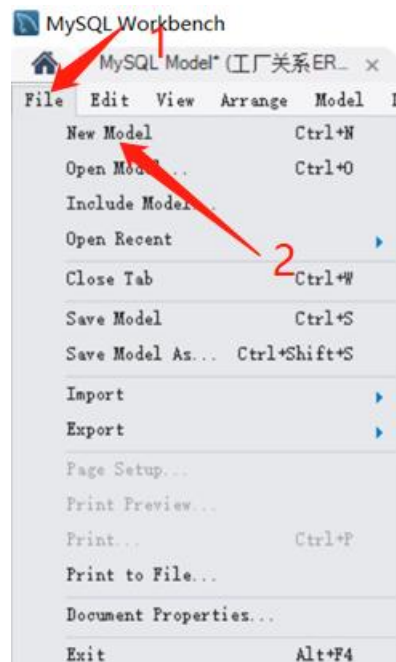 MySQL Workbench
1
MySQL Model* (工厂关系ER_ ×
File Edit View Arrange Model
New Model Ctrl+N
Open Ctrl+O
Include Model...
Open Recent
2
Close Tab Ctrl+W
Save Model Ctrl+S
Save Model As... Ctrl+Shift+S
Import
Export
Page Setup...
Print Preview...
Print... Ctrl+P
Print to File...
Document Properties...
Exit Alt+F4